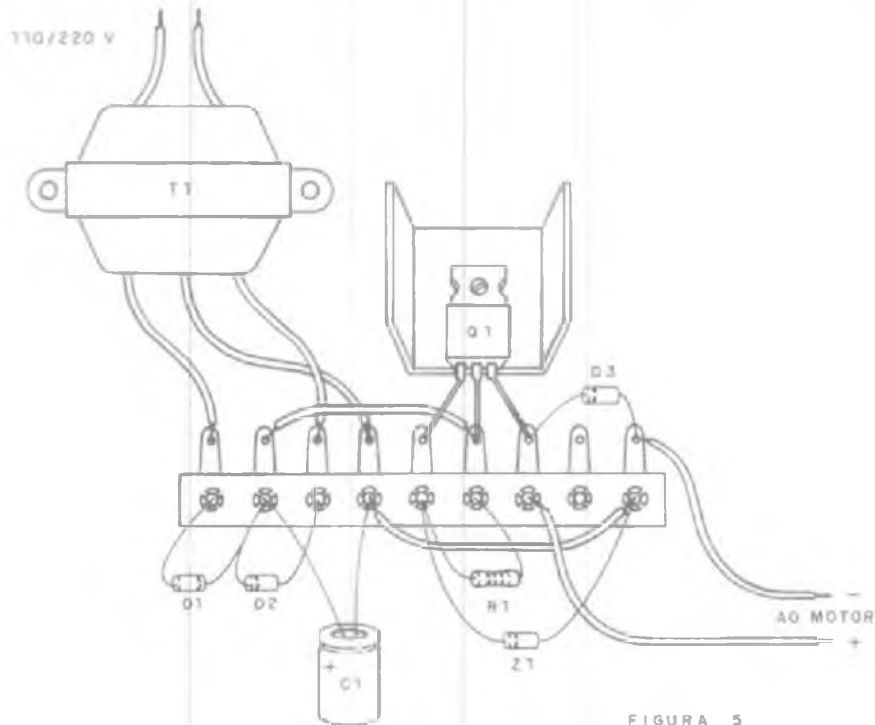 110/220 V
T1
Q1
D3
D1
D2
R1
Z1
C1
+
−
AO MOTOR
+
FIGURA 5